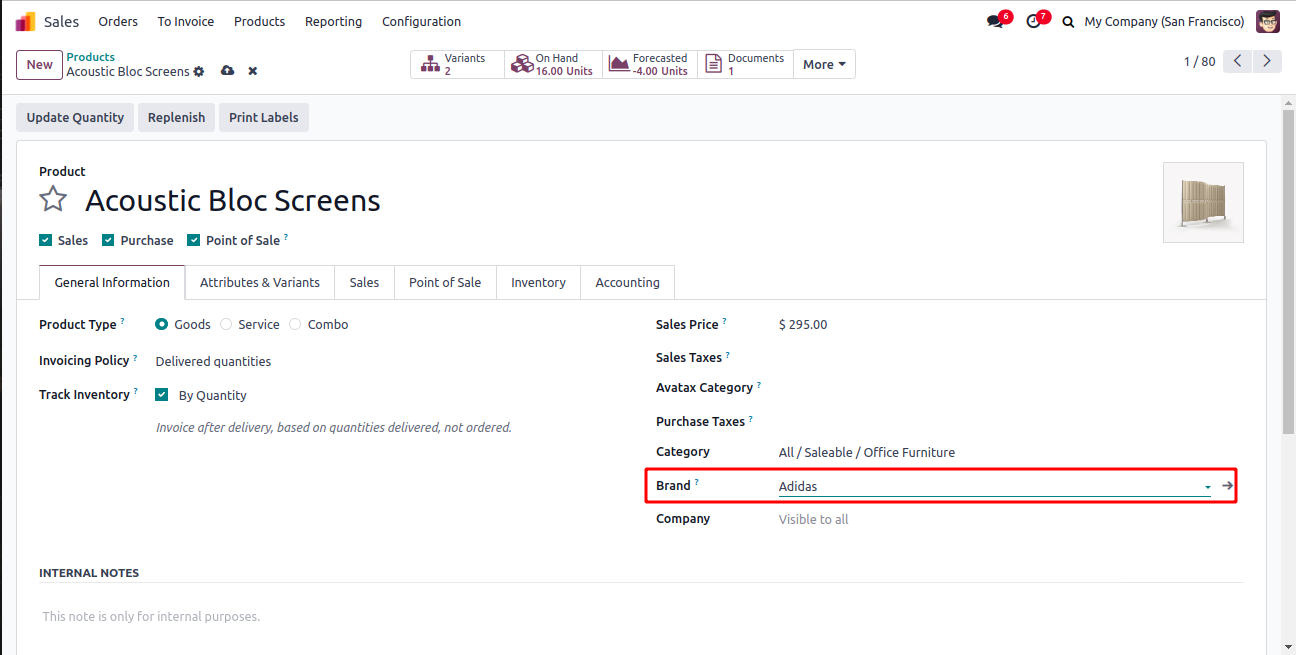 Sales Orders To Invoice Products Reporting Configuration 6 7 My Company (San Francisco)
New Products Variants On Hand Forecasted Documents More 1 / 80
Acoustic Bloc Screens 2 16.00 Units -4.00 Units 1
Update Quantity Replenish Print Labels
Product
Acoustic Bloc Screens
Sales Purchase Point of Sale ?
General Information Attributes & Variants Sales Point of Sale Inventory Accounting
Product Type ? Goods Service Combo Sales Price ? $ 295.00
Invoicing Policy ? Delivered quantities Sales Taxes ?
Track Inventory ? By Quantity Avatax Category ?
Invoice after delivery, based on quantities delivered, not ordered. Purchase Taxes ?
Category All / Saleable / Office Furniture
Brand ? Adidas
Company Visible to all
INTERNAL NOTES
This note is only for internal purposes.